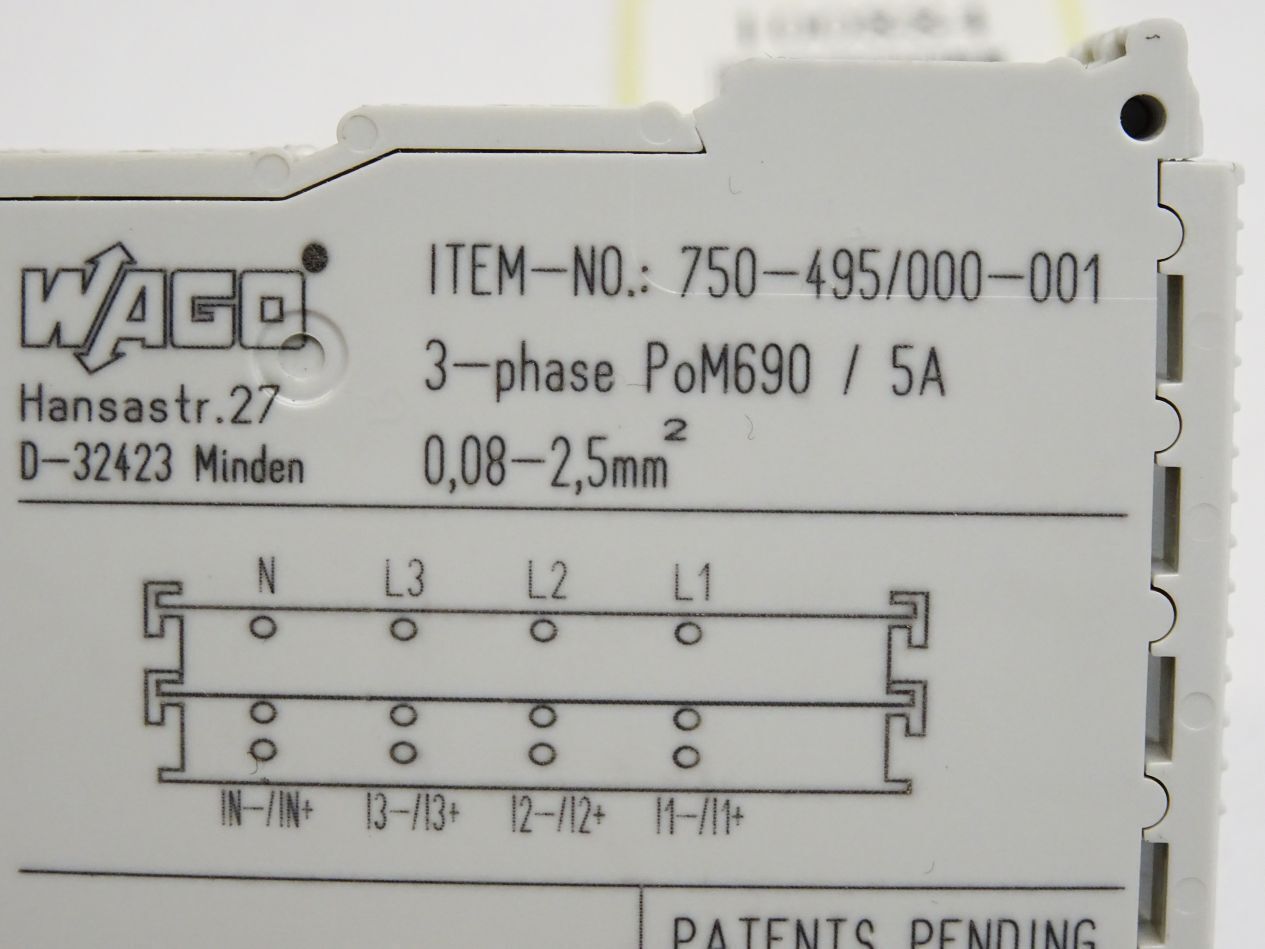 WAGO
Hansastr.27
D-32423 Minden
ITEM-NO.: 750-495/000-001
3-phase PoM690 / 5A
0,08-2,5mm²
N L3 L2 L1
IN-/IN+ I3-/I3+ I2-/I2+ I1-/I1+
PATENTS PENDING